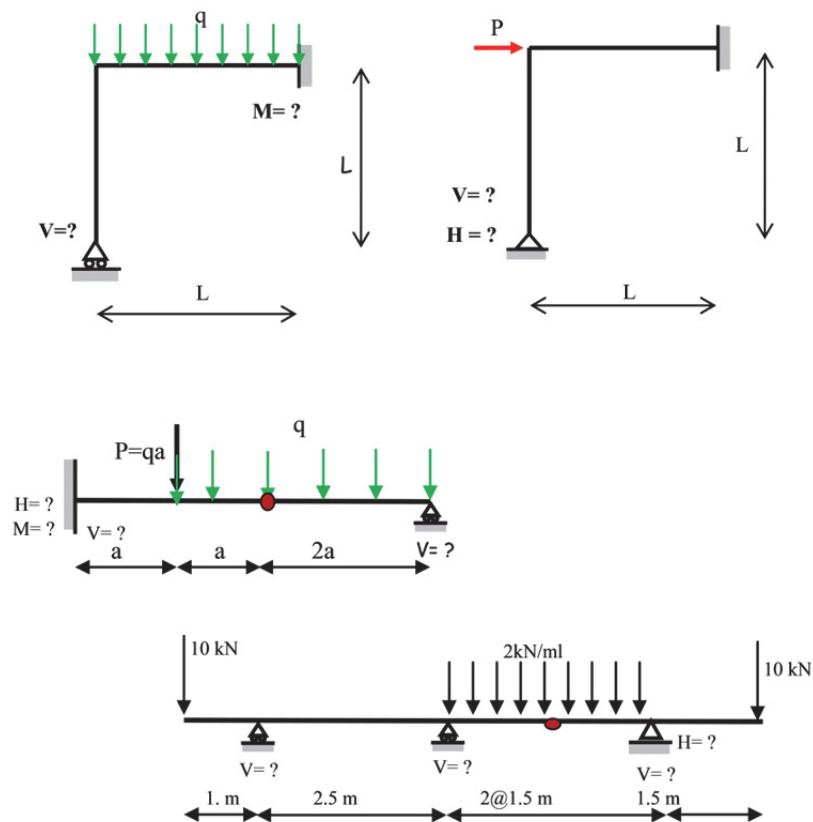 q
M= ?
L
V=?
L
P
L
V= ?
H = ?
L
q
P=qa
H= ?
M= ?
V= ?
V= ?
a
a
2a
10 kN
2kN/ml
10 kN
H= ?
V= ?
V= ?
V= ?
1. m
2.5 m
2@1.5 m
1.5 m